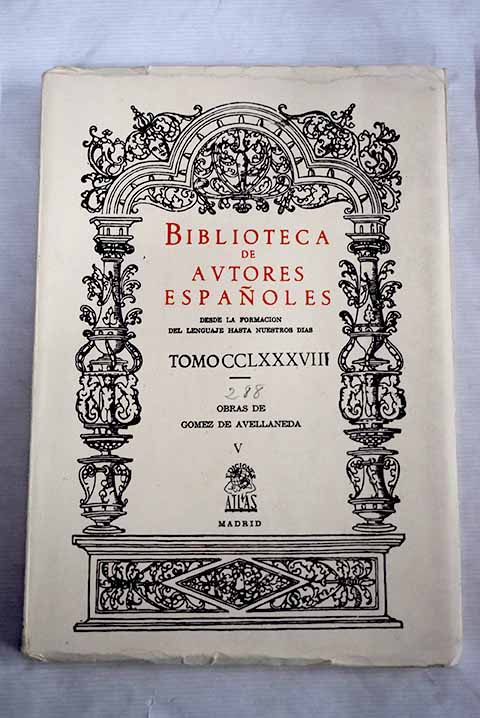 BIBLIOTECA
DE
AVTORES
ESPAÑOLES
DESDE LA FORMACION
DEL LENGUAJE HASTA NUESTROS DIAS
TOMO CCLXXXVIII
288
OBRAS DE
GOMEZ DE AVELLANEDA
V
EDICIONES
ATLAS
MADRID